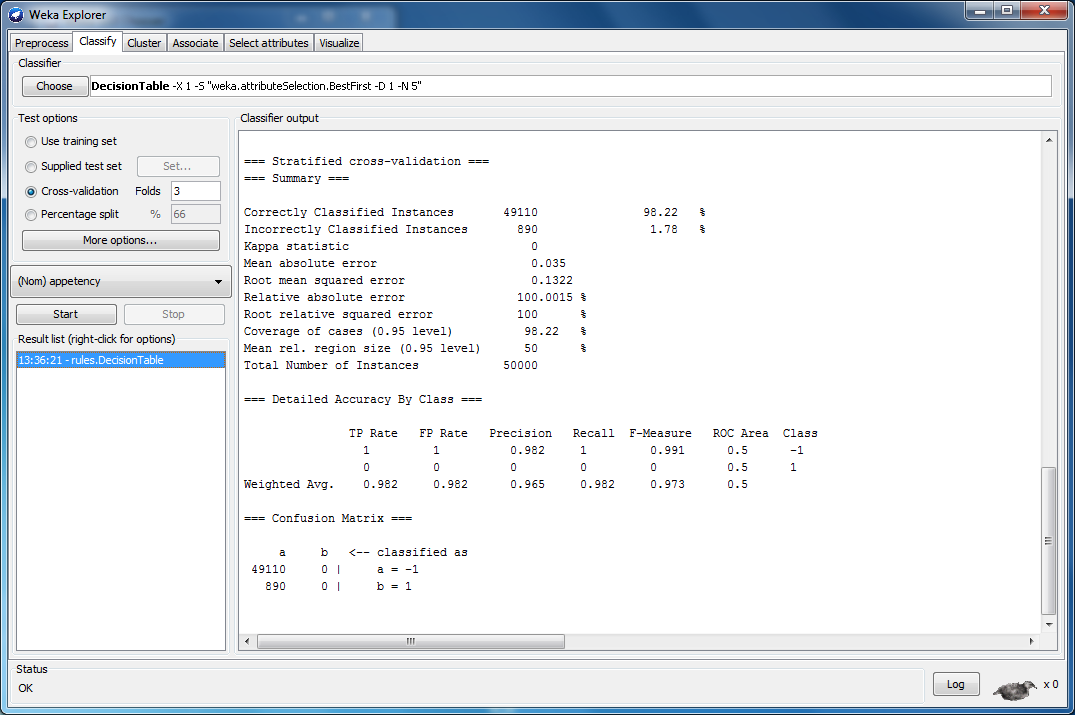 Weka Explorer
Preprocess Classify Cluster Associate Select attributes Visualize
Classifier
Choose DecisionTable -X 1 -S "weka.attributeSelection.BestFirst -D 1 -N 5"
Test options
Use training set
Supplied test set Set...
Cross-validation Folds 3
Percentage split % 66
More options...
(Nom) appetency
Start Stop
Result list (right-click for options)
13:36:21 - rules.DecisionTable
Classifier output
=== Stratified cross-validation ===
=== Summary ===
Correctly Classified Instances 49110 98.22 %
Incorrectly Classified Instances 890 1.78 %
Kappa statistic 0
Mean absolute error 0.035
Root mean squared error 0.1322
Relative absolute error 100.0015 %
Root relative squared error 100 %
Coverage of cases (0.95 level) 98.22 %
Mean rel. region size (0.95 level) 50 %
Total Number of Instances 50000
=== Detailed Accuracy By Class ===
TP Rate FP Rate Precision Recall F-Measure ROC Area Class
1 1 0.982 1 0.991 0.5 -1
0 0 0 0 0 0.5 1
Weighted Avg. 0.982 0.982 0.965 0.982 0.973 0.5
=== Confusion Matrix ===
a b <-- classified as
49110 0 | a = -1
890 0 | b = 1
Status
OK
Log x 0